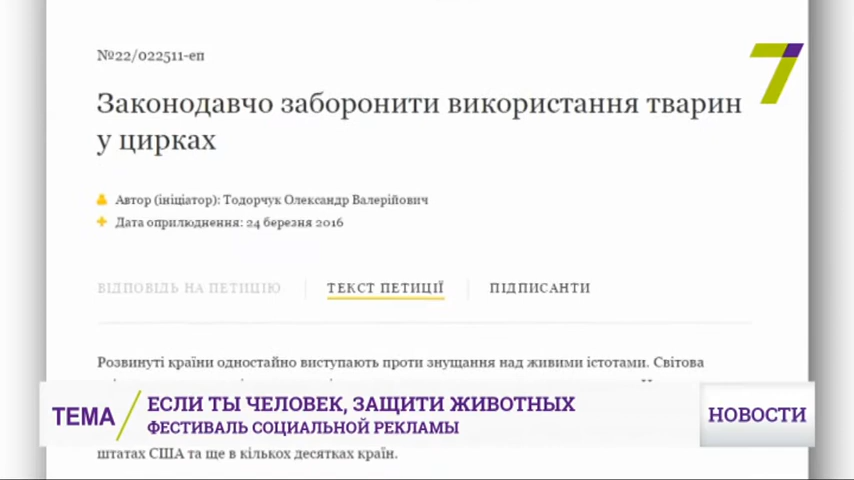 №22/022511-еп
7
Законодавчо заборонити використання тварин
у цирках
Автор (ініціатор): Тодорчук Олександр Валерійович
Дата оприлюднення: 24 березня 2016
ВІДПОВІДЬ НА ПЕТИЦІЮ
ТЕКСТ ПЕТИЦІЇ
ПІДПИСАНТИ
Розвинуті країни одностайно виступають проти знущання над живими істотами. Світова
ТЕМА
ЕСЛИ ТЫ ЧЕЛОВЕК, ЗАЩИТИ ЖИВОТНЫХ
ФЕСТИВАЛЬ СОЦИАЛЬНОЙ РЕКЛАМЫ
НОВОСТИ
штатах США та ще в кількох десятках країн.